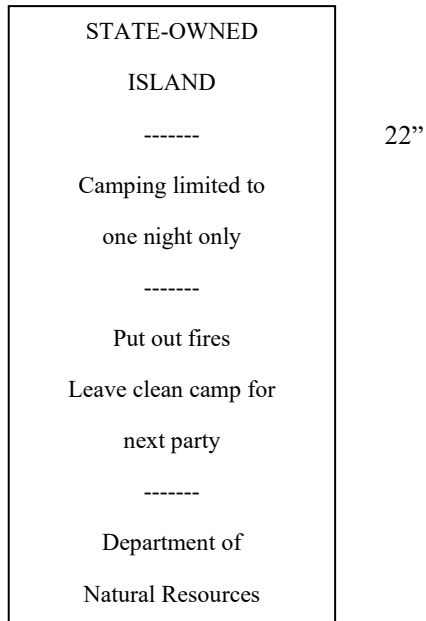 STATE-OWNED
ISLAND
-------
22”
Camping limited to
one night only
-------
Put out fires
Leave clean camp for
next party
-------
Department of
Natural Resources